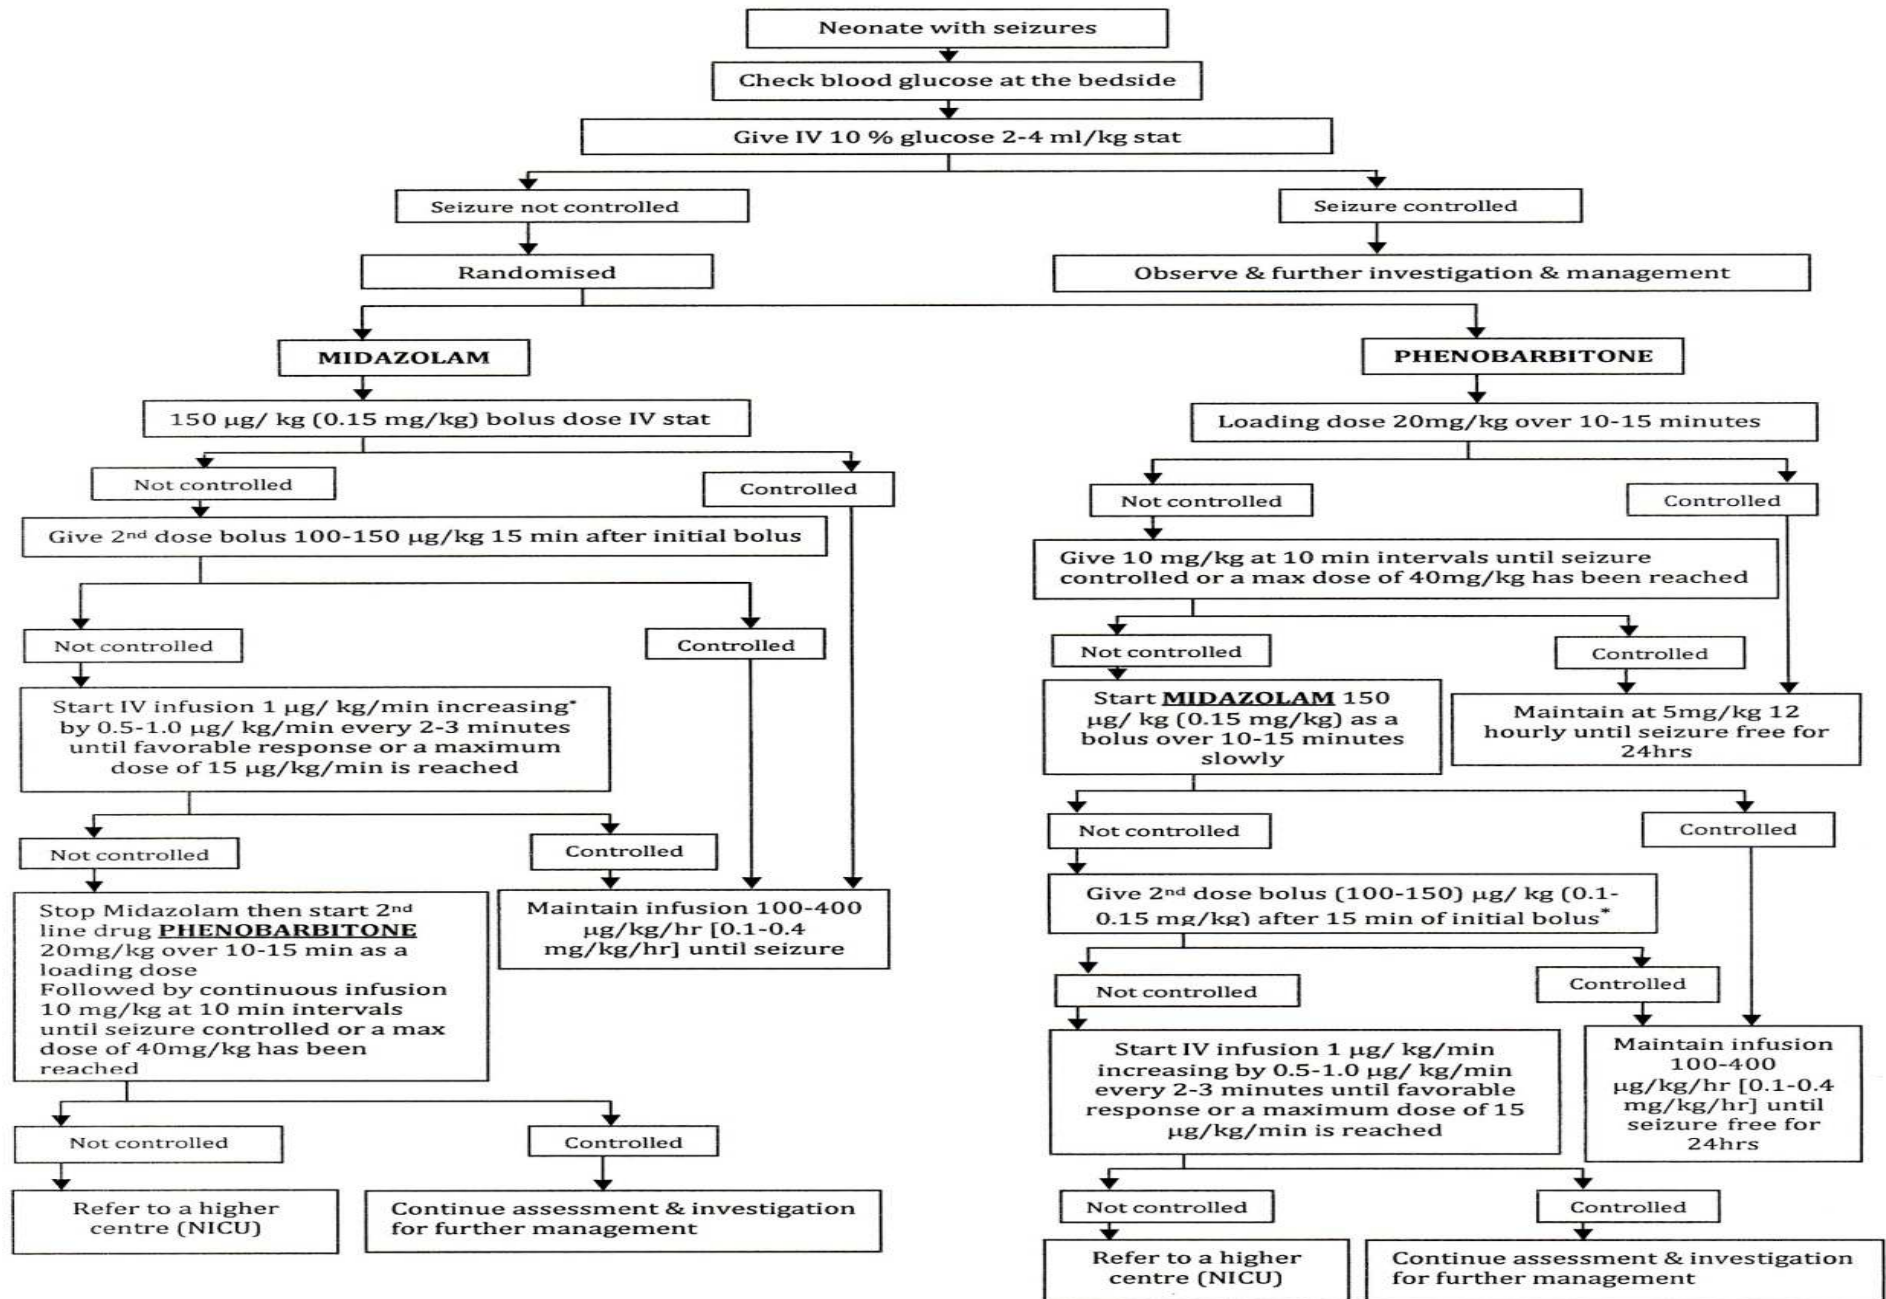 Neonate with seizures
Check blood glucose at the bedside
Give IV 10 % glucose 2-4 ml/kg stat
Seizure not controlled
Seizure controlled
Randomised
Observe & further investigation & management
MIDAZOLAM
PHENOBARBITONE
150 µg/ kg (0.15 mg/kg) bolus dose IV stat
Loading dose 20mg/kg over 10-15 minutes
Not controlled
Controlled
Not controlled
Controlled
Give 2nd dose bolus 100-150 µg/kg 15 min after initial bolus
Give 10 mg/kg at 10 min intervals until seizure
controlled or a max dose of 40mg/kg has been reached
Not controlled
Controlled
Not controlled
Controlled
Start IV infusion 1 µg/ kg/min increasing*
by 0.5-1.0 µg/ kg/min every 2-3 minutes
until favorable response or a maximum
dose of 15 µg/kg/min is reached
Start MIDAZOLAM 150
µg/ kg (0.15 mg/kg) as a
bolus over 10-15 minutes
slowly
Maintain at 5mg/kg 12
hourly until seizure free for
24hrs
Not controlled
Controlled
Not controlled
Controlled
Stop Midazolam then start 2nd
line drug PHENOBARBITONE
20mg/kg over 10-15 min as a
loading dose
Followed by continuous infusion
10 mg/kg at 10 min intervals
until seizure controlled or a max
dose of 40mg/kg has been
reached
Maintain infusion 100-400
µg/kg/hr [0.1-0.4
mg/kg/hr] until seizure
Give 2nd dose bolus (100-150) µg/ kg (0.1-
0.15 mg/kg) after 15 min of initial bolus*
Not controlled
Controlled
Start IV infusion 1 µg/ kg/min
increasing by 0.5-1.0 µg/ kg/min
every 2-3 minutes until favorable
response or a maximum dose of 15
µg/kg/min is reached
Maintain infusion
100-400
µg/kg/hr [0.1-0.4
mg/kg/hr] until
seizure free for
24hrs
Not controlled
Controlled
Not controlled
Controlled
Refer to a higher
centre (NICU)
Continue assessment & investigation
for further management
Refer to a higher
centre (NICU)
Continue assessment & investigation
for further management